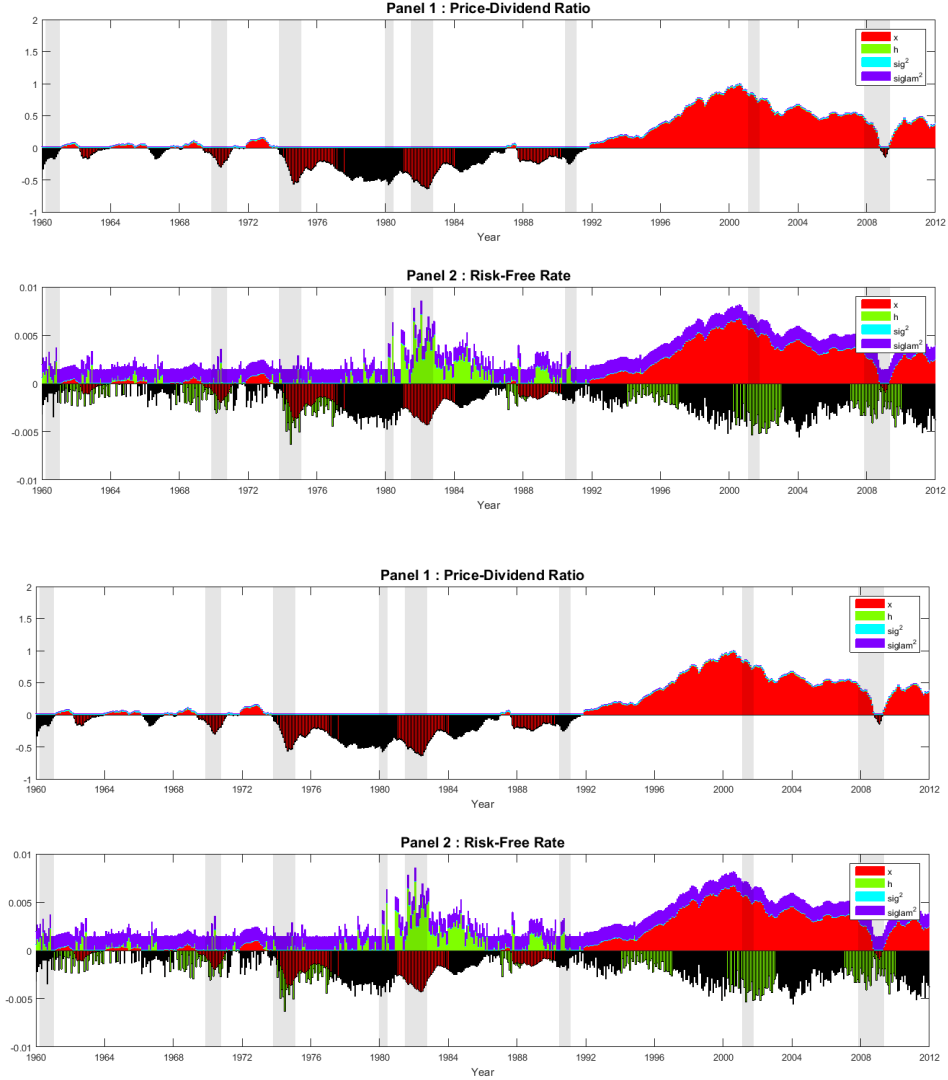 Panel 1 : Price-Dividend Ratio
2
1.5
1
0.5
0
-0.5
-1
x
h
sig²
siglam²
1960 1964 1968 1972 1976 1980 1984 1988 1992 1996 2000 2004 2008 2012
Year
Panel 2 : Risk-Free Rate
0.01
0.005
0
-0.005
-0.01
x
h
sig²
siglam²
1960 1964 1968 1972 1976 1980 1984 1988 1992 1996 2000 2004 2008 2012
Year
Panel 1 : Price-Dividend Ratio
2
1.5
1
0.5
0
-0.5
-1
x
h
sig²
siglam²
1960 1964 1968 1972 1976 1980 1984 1988 1992 1996 2000 2004 2008 2012
Year
Panel 2 : Risk-Free Rate
0.01
0.005
0
-0.005
-0.01
x
h
sig²
siglam²
1960 1964 1968 1972 1976 1980 1984 1988 1992 1996 2000 2004 2008 2012
Year